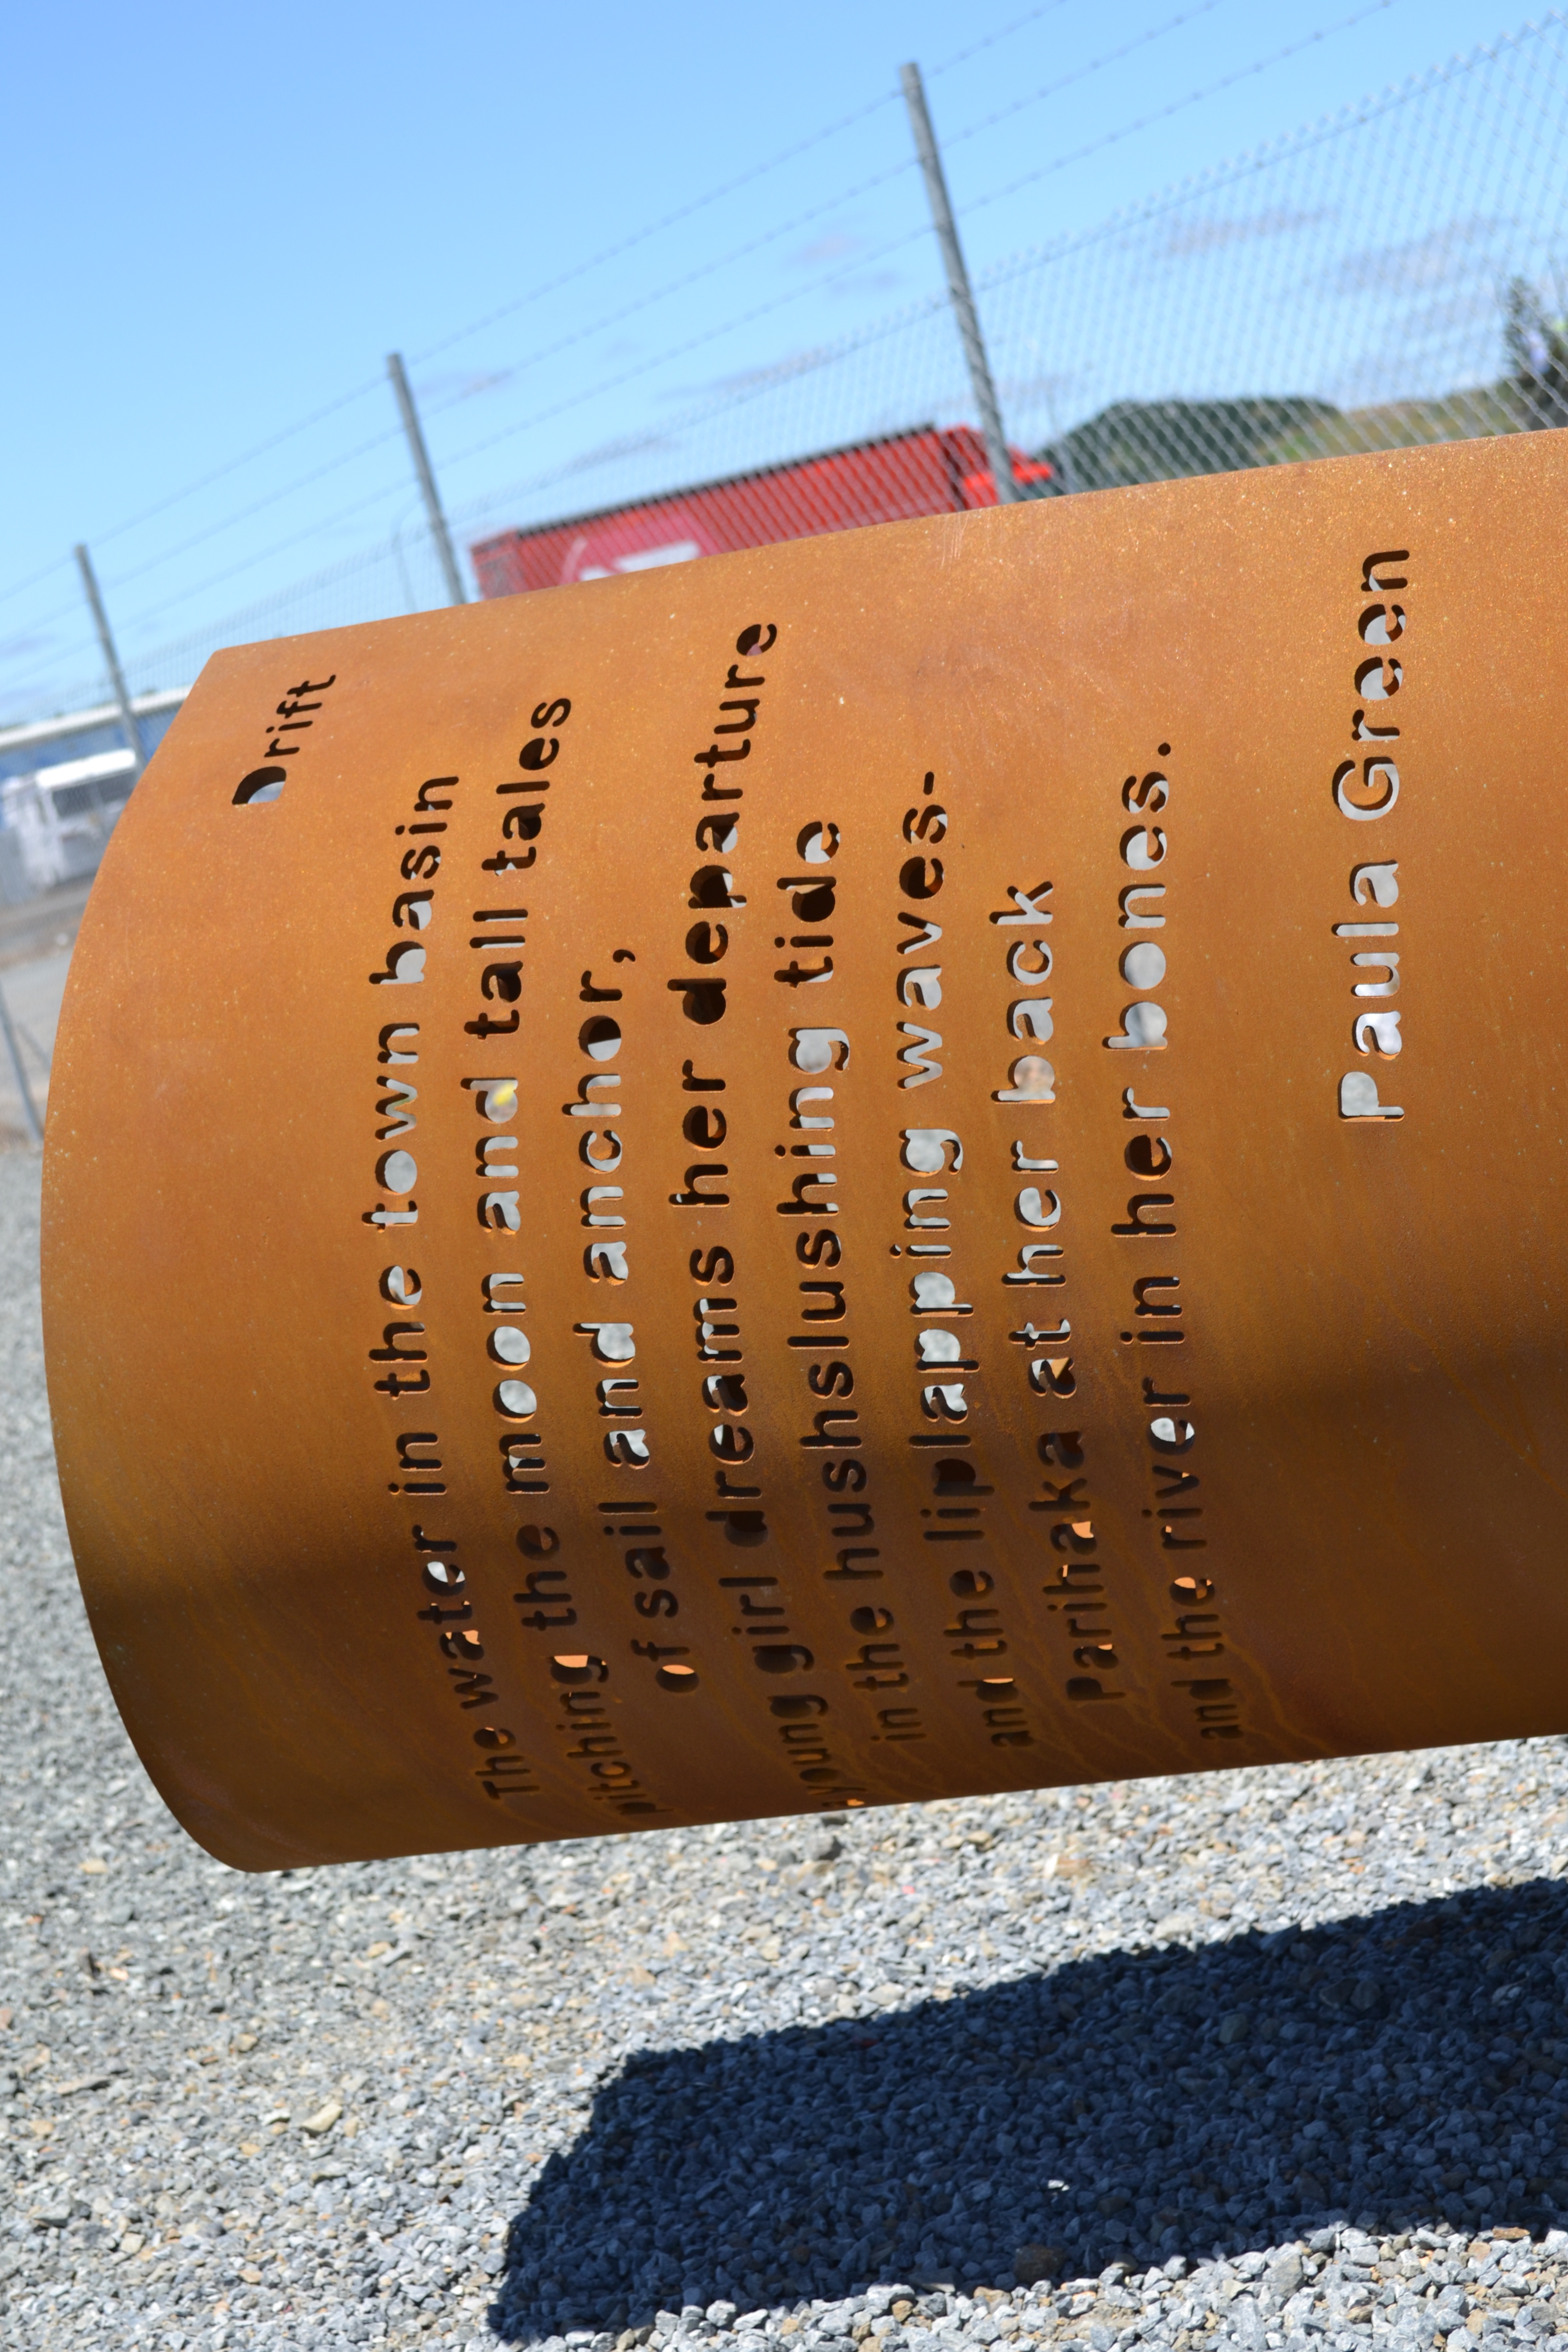 Drift
The water in the town basin
pitching the moon and tall tales
of sail and anchor,
a young girl dreams her departure
in the hushshslushing tide
and the liplapping waves-
Parihaka at her back
and the river in her bones.
Paula Green